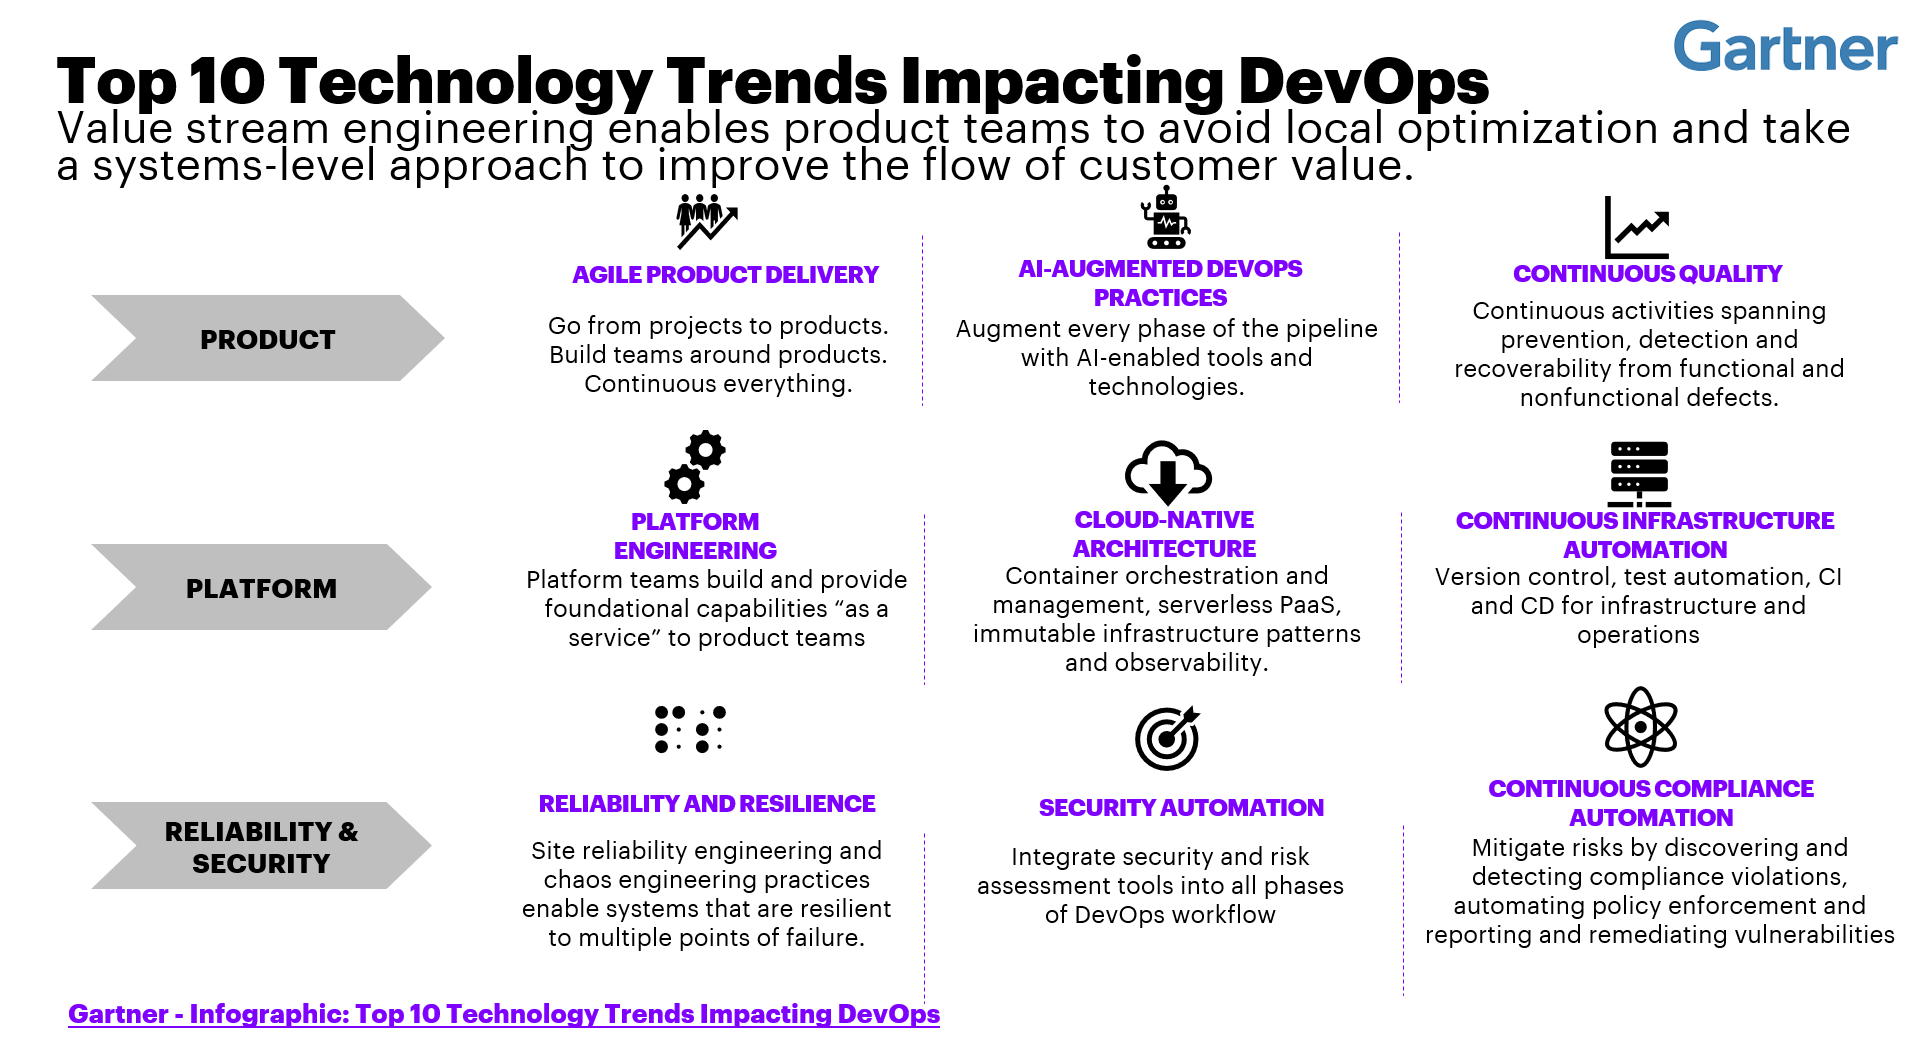 Gartner
Top 10 Technology Trends Impacting DevOps
Value stream engineering enables product teams to avoid local optimization and take
a systems-level approach to improve the flow of customer value.
PRODUCT
AGILE PRODUCT DELIVERY
Go from projects to products.
Build teams around products.
Continuous everything.
AI-AUGMENTED DEVOPS
PRACTICES
Augment every phase of the pipeline
with AI-enabled tools and
technologies.
CONTINUOUS QUALITY
Continuous activities spanning
prevention, detection and
recoverability from functional and
nonfunctional defects.
PLATFORM
PLATFORM
ENGINEERING
Platform teams build and provide
foundational capabilities “as a
service” to product teams
CLOUD-NATIVE
ARCHITECTURE
Container orchestration and
management, serverless PaaS,
immutable infrastructure patterns
and observability.
CONTINUOUS INFRASTRUCTURE
AUTOMATION
Version control, test automation, CI
and CD for infrastructure and
operations
RELIABILITY &
SECURITY
RELIABILITY AND RESILIENCE
Site reliability engineering and
chaos engineering practices
enable systems that are resilient
to multiple points of failure.
SECURITY AUTOMATION
Integrate security and risk
assessment tools into all phases
of DevOps workflow
CONTINUOUS COMPLIANCE
AUTOMATION
Mitigate risks by discovering and
detecting compliance violations,
automating policy enforcement and
reporting and remediating vulnerabilities
Gartner - Infographic: Top 10 Technology Trends Impacting DevOps